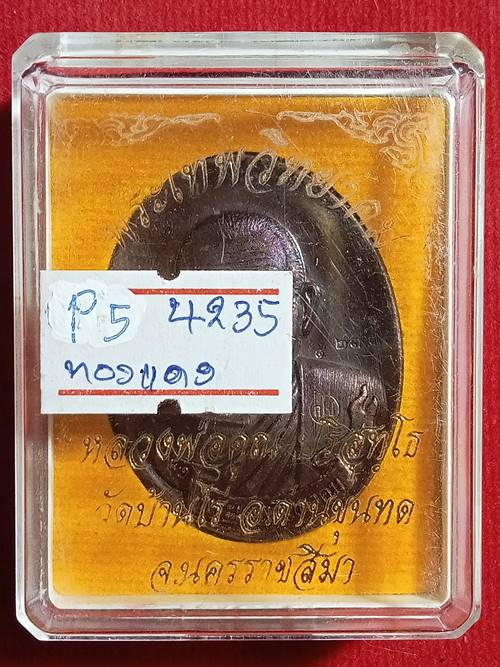 พระเทพวิทยาคม
P5 4235
ทองแดง
หลวงพ่อคูณ ปริสุทฺโธ
วัดบ้านไร่ อ.ด่านขุนทด
จ.นครราชสีมา